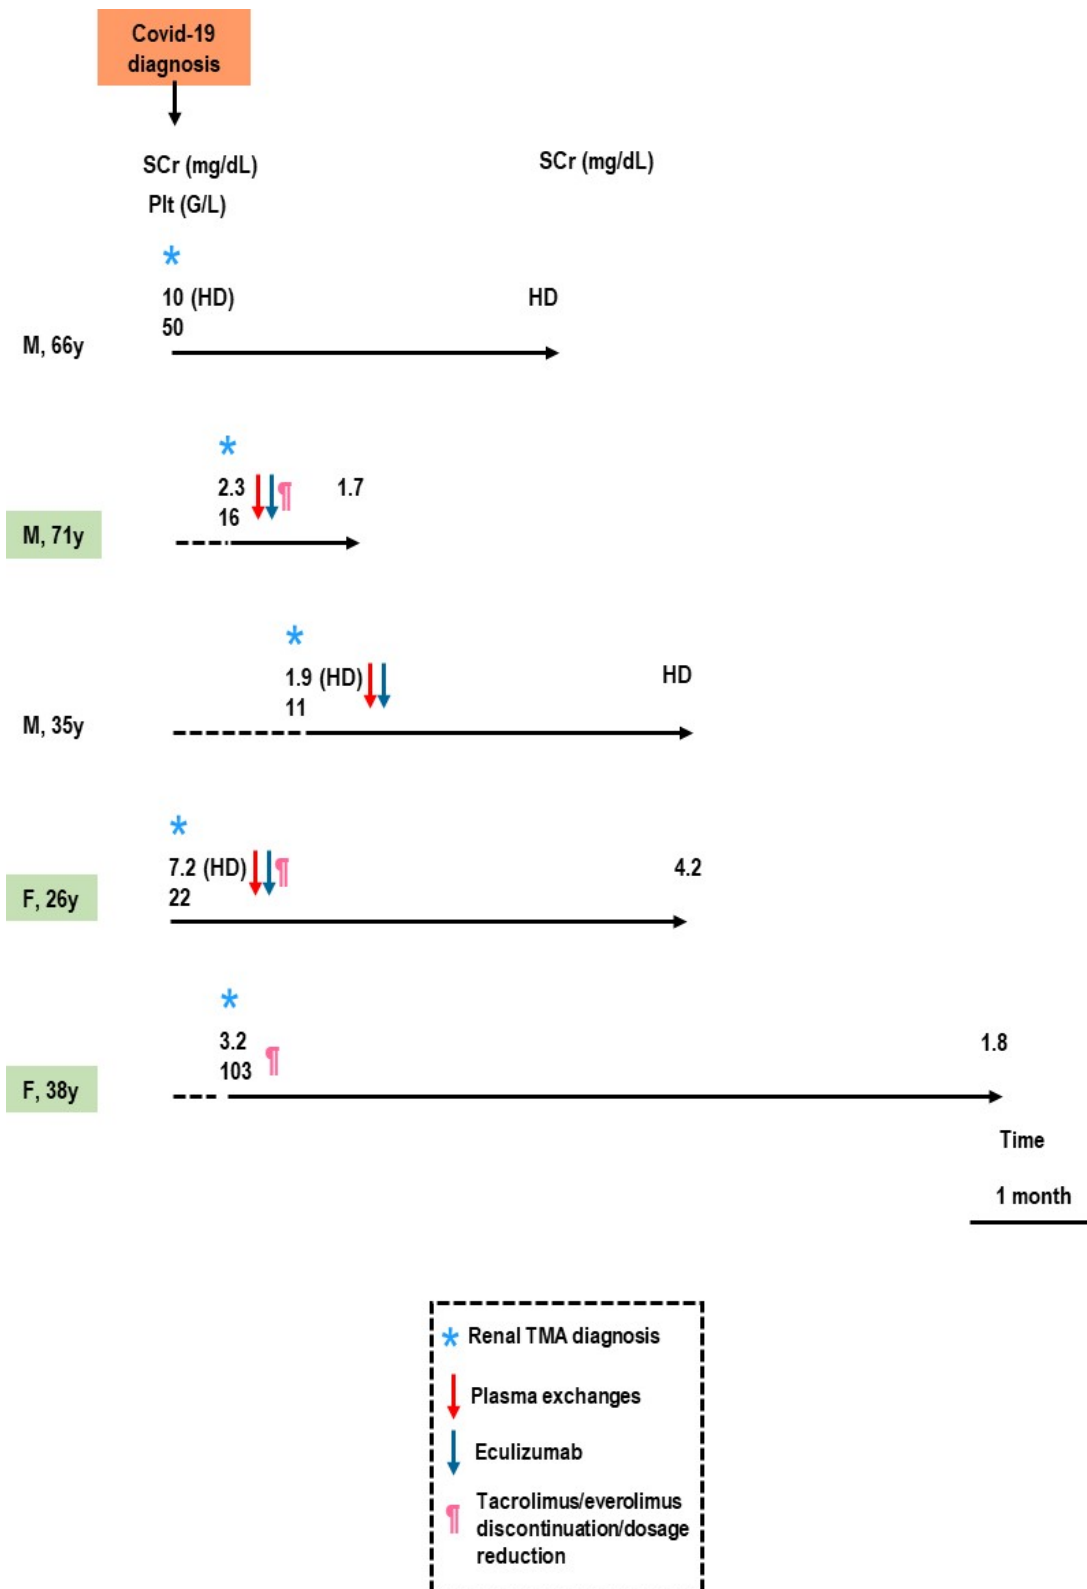 Covid-19
diagnosis
SCr (mg/dL)
SCr (mg/dL)
Plt (G/L)
*
10 (HD)
HD
50
M, 66y
*
2.3
¶
1.7
16
M, 71y
*
1.9 (HD)
HD
11
M, 35y
*
7.2 (HD)
¶
4.2
22
F, 26y
*
3.2
1.8
103
¶
F, 38y
Time
1 month
* Renal TMA diagnosis
Plasma exchanges
Eculizumab
¶ Tacrolimus/everolimus
discontinuation/dosage
reduction